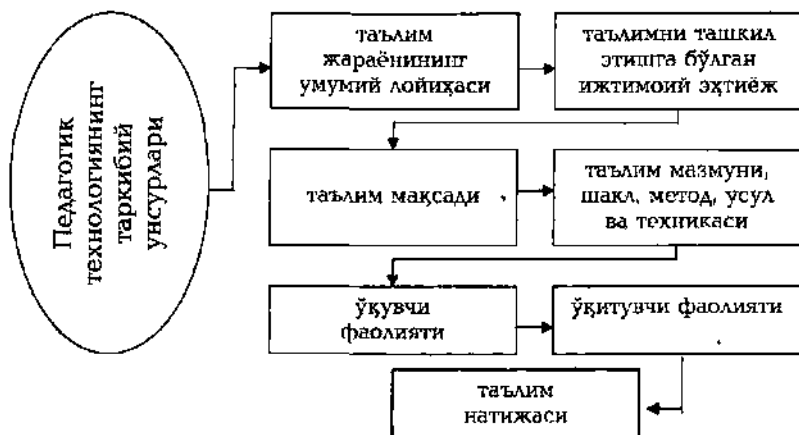 Педагогик
технологиянинг
таркибий
унсурлари
таълим
жараёнининг
умумий лойиҳаси
таълимни ташкил
этишга бўлган
ижтимоий эҳтиёж
таълим мақсади
таълим мазмуни,
шакл, метод, усул
ва техникаси
ўқувчи
фаолияти
ўқитувчи фаолияти
таълим
натижаси